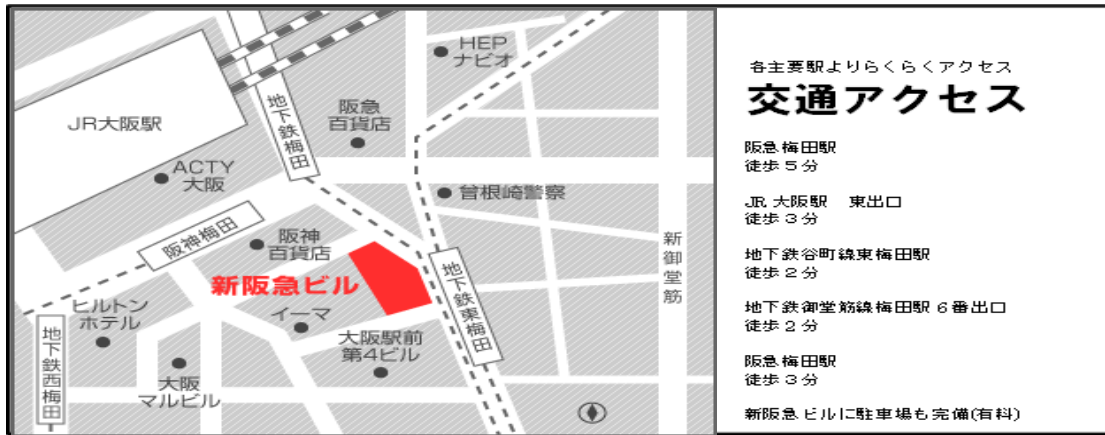 HEP
ナビオ
阪急
百貨店
地下鉄梅田
JR大阪駅
ACTY
大阪
曽根崎警察
阪神梅田
阪神
百貨店
新御堂筋
新阪急ビル
地下鉄東梅田
ヒルトン
ホテル
イーマ
大阪駅前
第4ビル
地下鉄西梅田
大阪
マルビル
各主要駅よりらくらくアクセス
交通アクセス
阪急梅田駅
徒歩5分
JR大阪駅 東出口
徒歩3分
地下鉄谷町線東梅田駅
徒歩2分
地下鉄御堂筋線梅田駅6番出口
徒歩2分
阪急梅田駅
徒歩3分
新阪急ビルに駐車場も完備(有料)